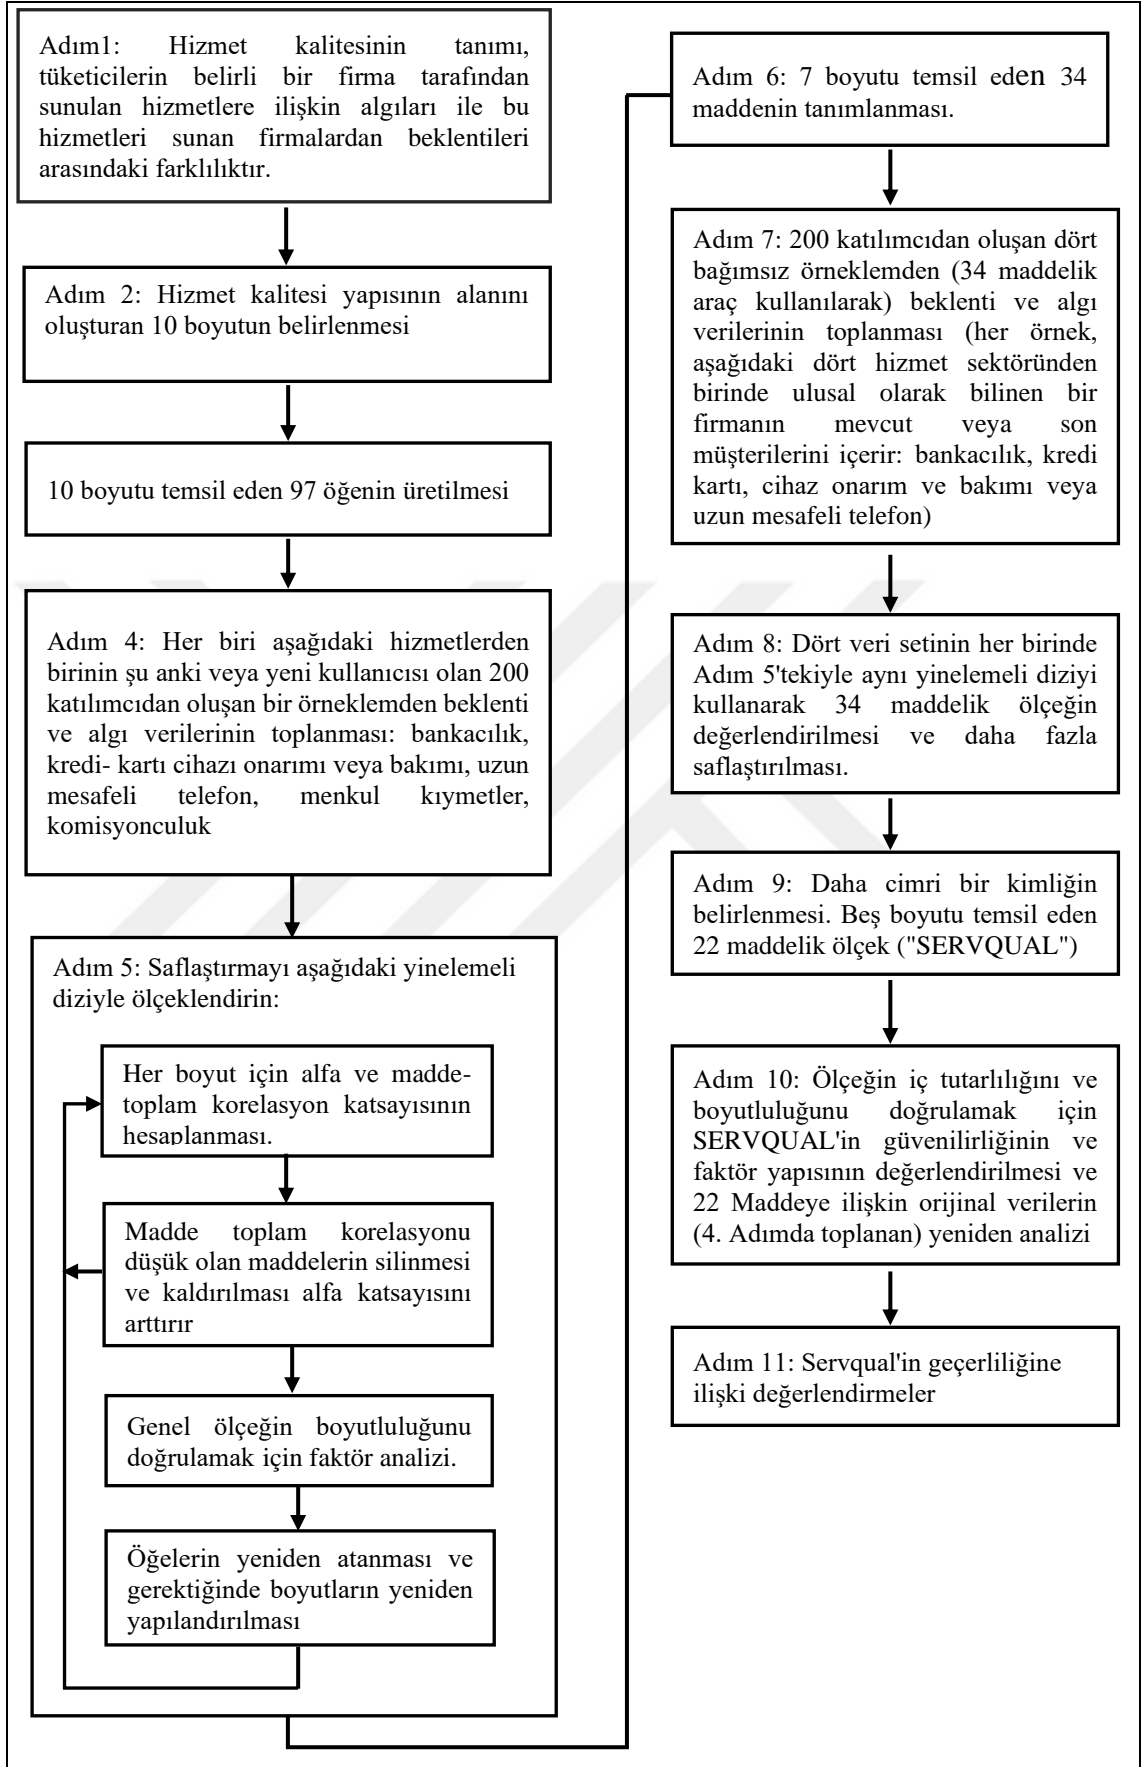 Adım1: Hizmet kalitesinin tanımı,
tüketicilerin belirli bir firma tarafından
sunulan hizmetlere ilişkin algıları ile bu
hizmetleri sunan firmalardan beklentileri
arasındaki farklılıktır.
Adım 2: Hizmet kalitesi yapısının alanını
oluşturan 10 boyutun belirlenmesi
10 boyutu temsil eden 97 öğenin üretilmesi
Adım 4: Her biri aşağıdaki hizmetlerden
birinin şu anki veya yeni kullanıcısı olan 200
katılımcıdan oluşan bir örneklemden beklenti
ve algı verilerinin toplanması: bankacılık,
kredi- kartı cihazı onarımı veya bakımı, uzun
mesafeli telefon, menkul kıymetler,
komisyonculuk
Adım 5: Saflaştırmayı aşağıdaki yinelemeli
diziyle ölçeklendirin:
Her boyut için alfa ve madde-
toplam korelasyon katsayısının
hesaplanması.
Madde toplam korelasyonu
düşük olan maddelerin silinmesi
ve kaldırılması alfa katsayısını
arttırır
Genel ölçeğin boyutluluğunu
doğrulamak için faktör analizi.
Öğelerin yeniden atanması ve
gerektiğinde boyutların yeniden
yapılandırılması
Adım 6: 7 boyutu temsil eden 34
maddenin tanımlanması.
Adım 7: 200 katılımcıdan oluşan dört
bağımsız örneklemden (34 maddelik
araç kullanılarak) beklenti ve algı
verilerinin toplanması (her örnek,
aşağıdaki dört hizmet sektöründen
birinde ulusal olarak bilinen bir
firmanın mevcut veya son
müşterilerini içerir: bankacılık, kredi
kartı, cihaz onarım ve bakımı veya
uzun mesafeli telefon)
Adım 8: Dört veri setinin her birinde
Adım 5'tekiyle aynı yinelemeli diziyi
kullanarak 34 maddelik ölçeğin
değerlendirilmesi ve daha fazla
saflaştırılması.
Adım 9: Daha cimri bir kimliğin
belirlenmesi. Beş boyutu temsil eden
22 maddelik ölçek ("SERVQUAL")
Adım 10: Ölçeğin iç tutarlılığını ve
boyutluluğunu doğrulamak için
SERVQUAL'in güvenilirliğinin ve
faktör yapısının değerlendirilmesi ve
22 Maddeye ilişkin orijinal verilerin
(4. Adımda toplanan) yeniden analizi
Adım 11: Servqual'in geçerliliğine
ilişki değerlendirmeler